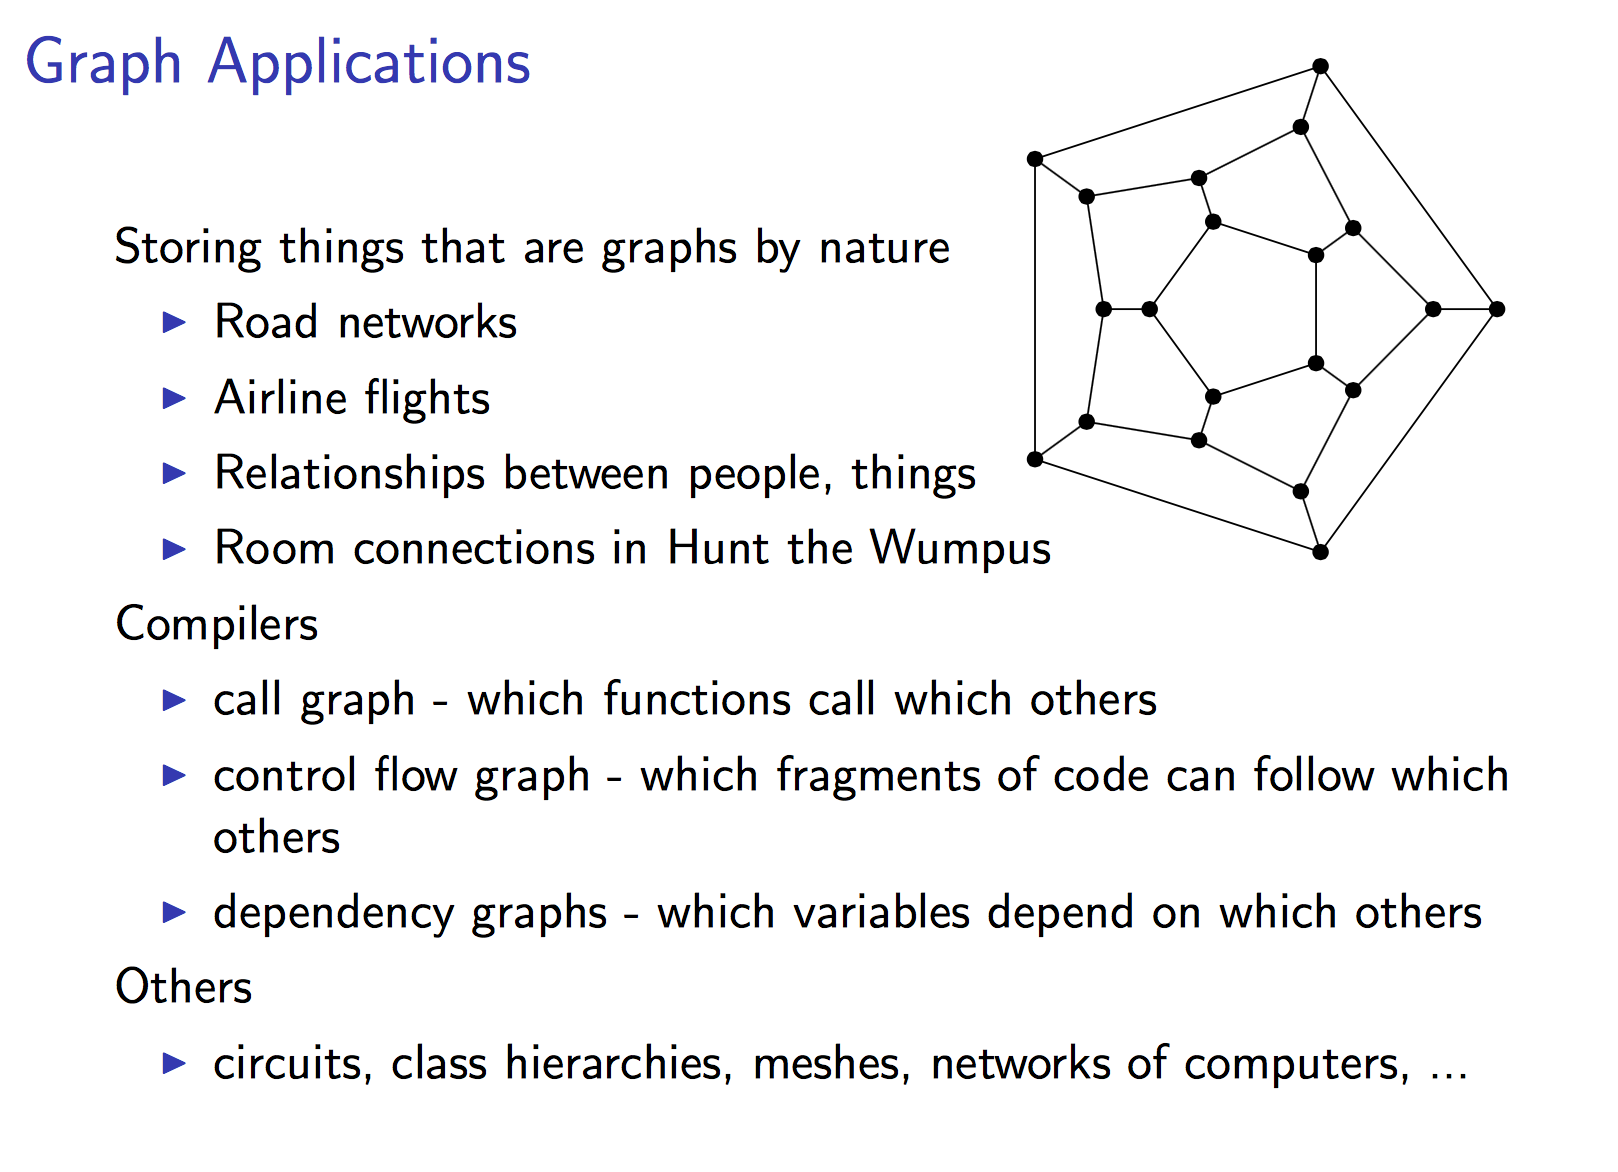 Graph Applications
Storing things that are graphs by nature
▶ Road networks
▶ Airline flights
▶ Relationships between people, things
▶ Room connections in Hunt the Wumpus
Compilers
▶ call graph - which functions call which others
▶ control flow graph - which fragments of code can follow which
others
▶ dependency graphs - which variables depend on which others
Others
▶ circuits, class hierarchies, meshes, networks of computers, ...